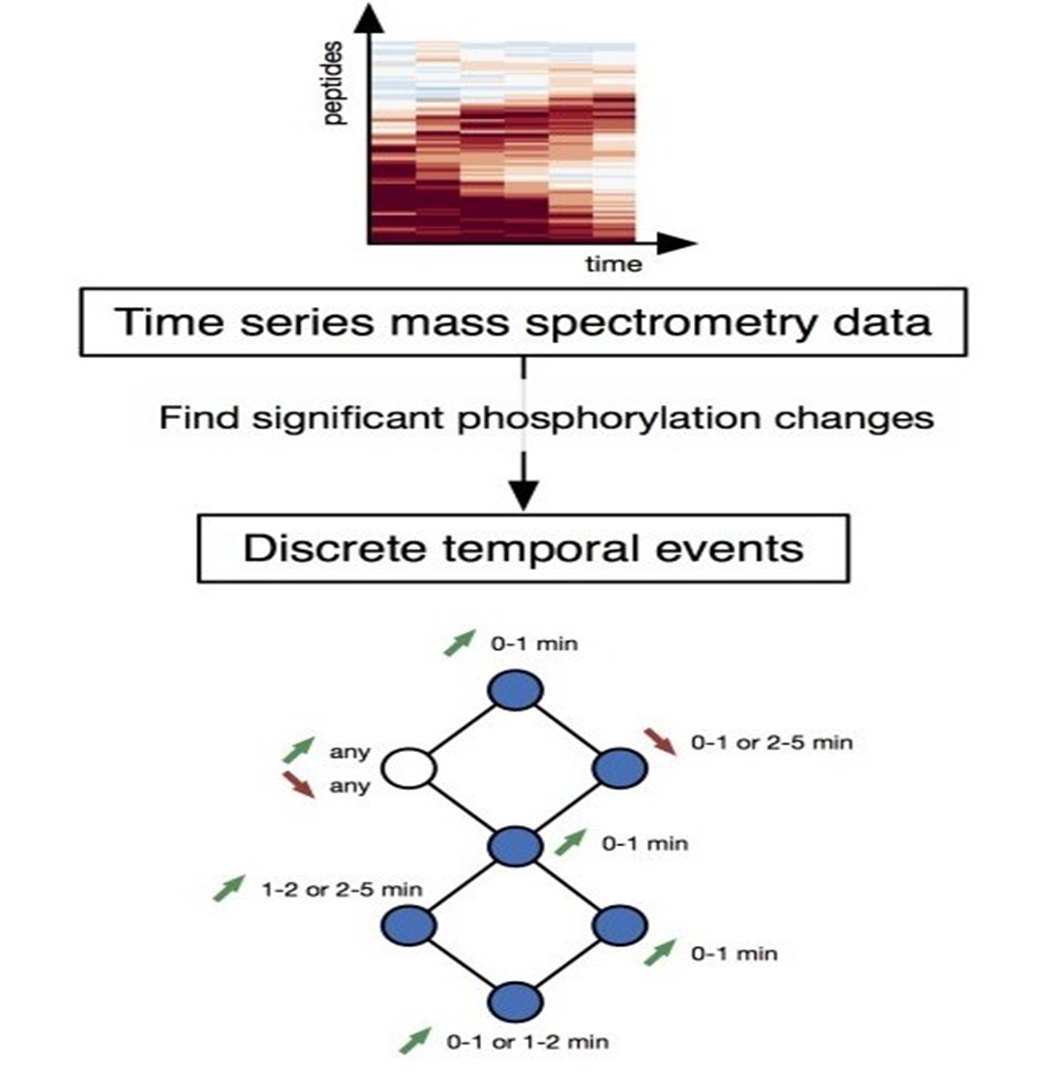 peptides
time
Time series mass spectrometry data
Find significant phosphorylation changes
Discrete temporal events
0-1 min
0-1 or 2-5 min
any
any
0-1 min
1-2 or 2-5 min
0-1 min
0-1 or 1-2 min